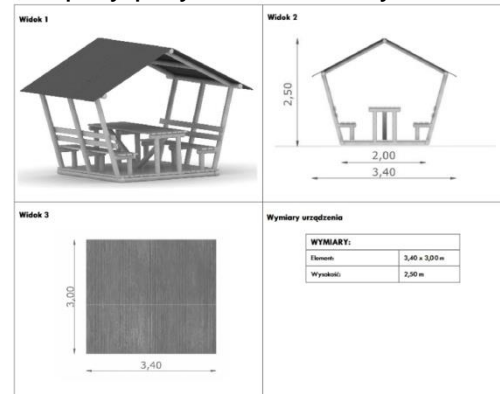 Widok 1
Widok 2
2,50
2,00
3,40
Widok 3
3,00
3,40
Wymiary urządzenia
WYMIARY:
Element: 3,40 x 3,00 m
Wysokość: 2,50 m